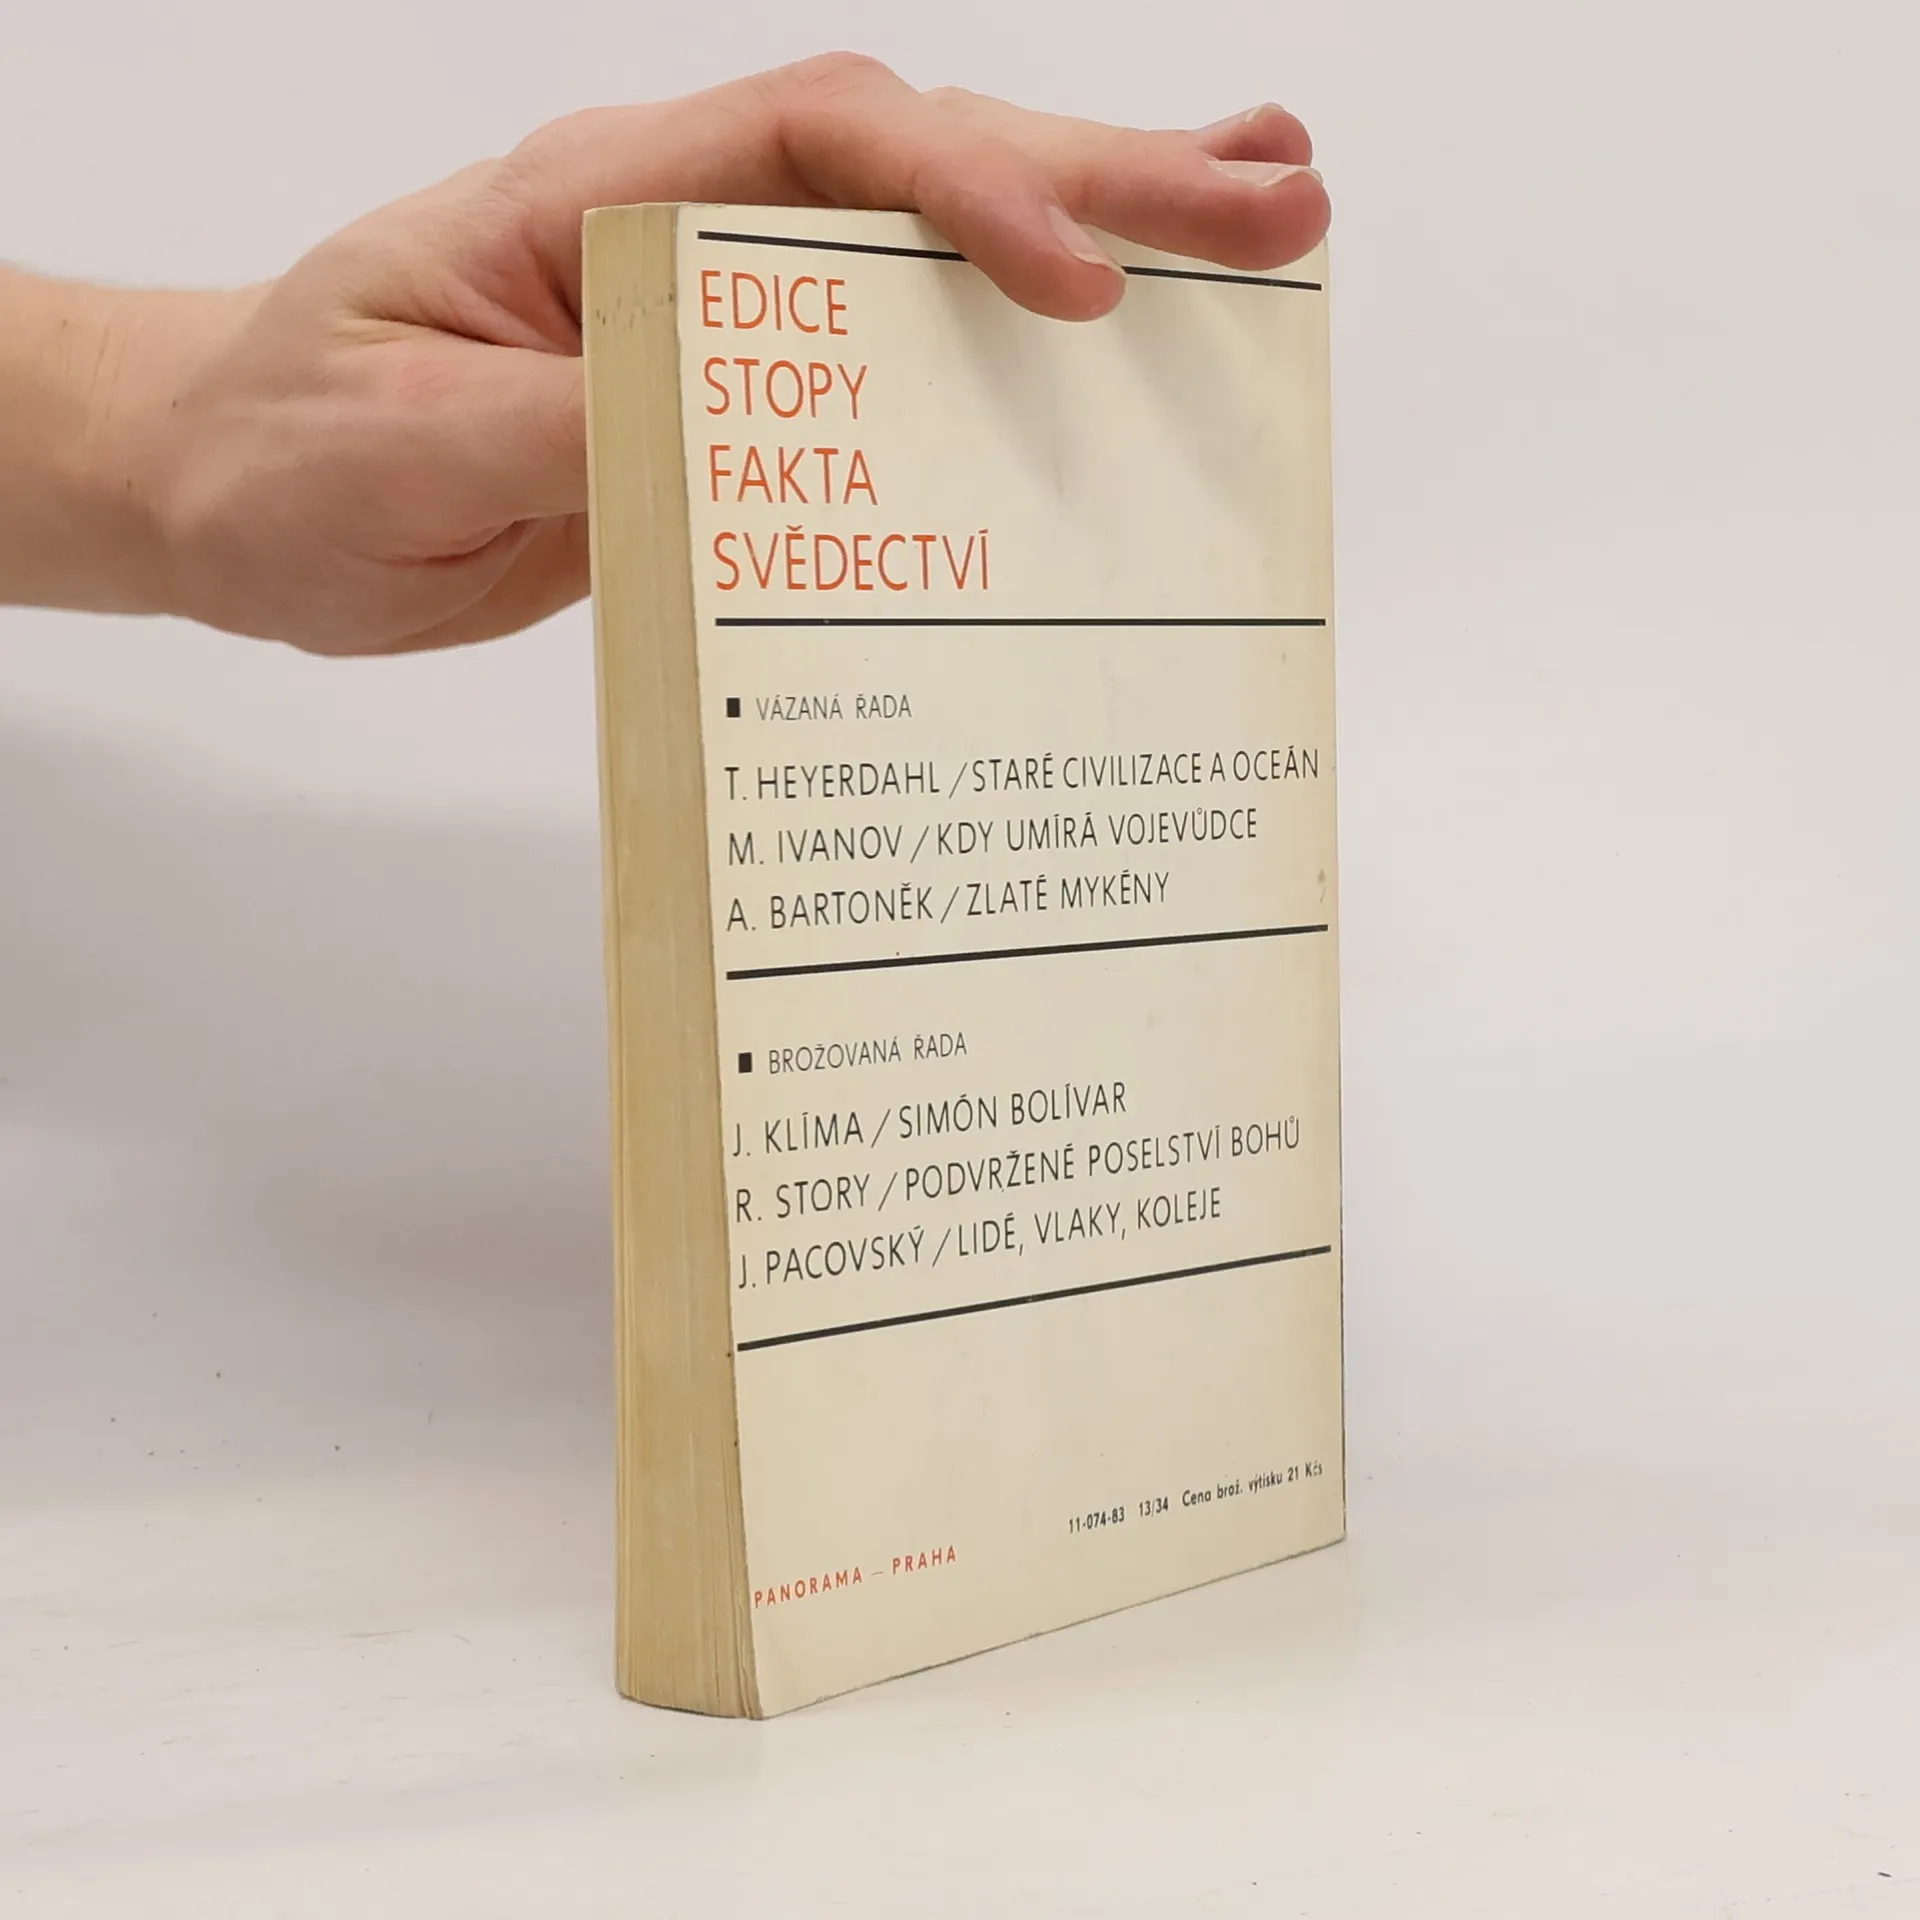 EDICE
STOPY
FAKTA
SVĚDECTVÍ
VÁZANÁ ŘADA
T. HEYERDAHL / STARÉ CIVILIZACE A OCEÁN
M. IVANOV / KDY UMÍRÁ VOJEVŮDCE
A. BARTONĚK / ZLATÉ MYKÉNY
BROŽOVANÁ ŘADA
J. KLÍMA / SIMÓN BOLÍVAR
R. STORY / PODVRŽENÉ POSELSTVÍ BOHŮ
J. PACOVSKÝ / LIDÉ, VLAKY, KOLEJE
11-074-83 13/34 Cena brož. výtisku 21 Kčs
PANORAMA – PRAHA